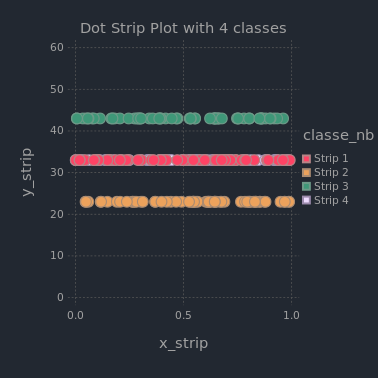 Dot Strip Plot with 4 classes
60
50
40
30
20
10
0
y_strip
0.0
0.5
1.0
x_strip
classe_nb
Strip 1
Strip 2
Strip 3
Strip 4